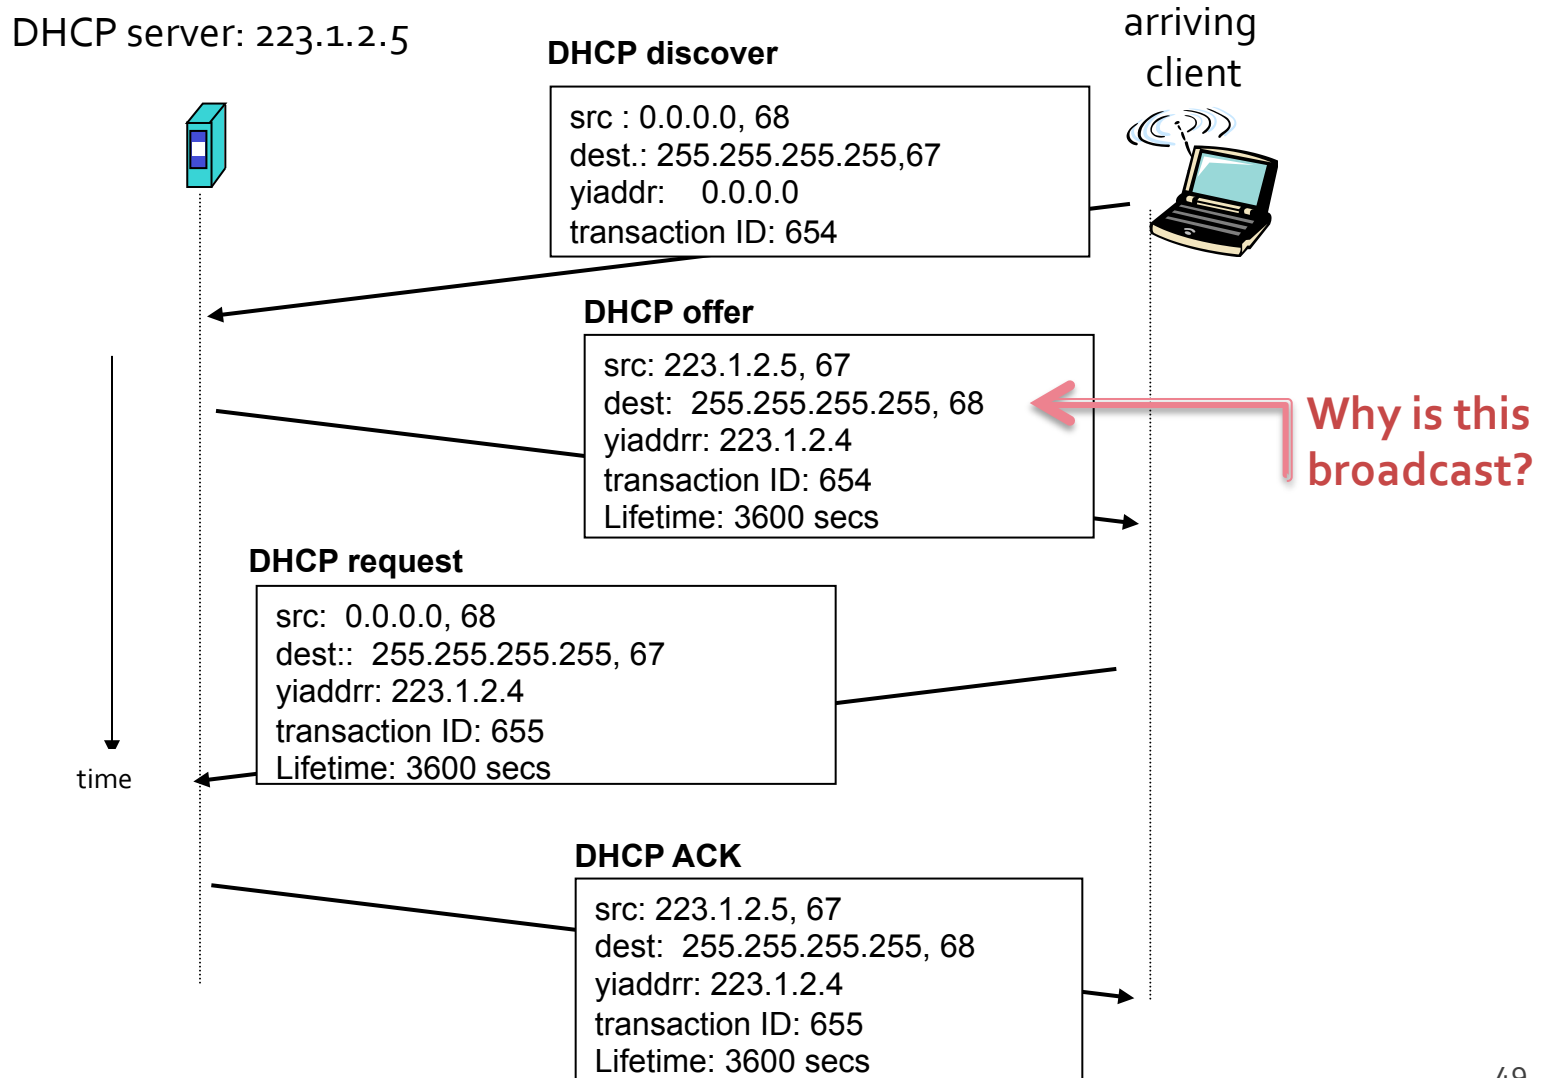 DHCP server: 223.1.2.5
arriving
client
DHCP discover
src : 0.0.0.0, 68
dest.: 255.255.255.255,67
yiaddr: 0.0.0.0
transaction ID: 654
DHCP offer
src: 223.1.2.5, 67
dest: 255.255.255.255, 68
yiaddrr: 223.1.2.4
transaction ID: 654
Lifetime: 3600 secs
Why is this
broadcast?
DHCP request
src: 0.0.0.0, 68
dest:: 255.255.255.255, 67
yiaddrr: 223.1.2.4
transaction ID: 655
Lifetime: 3600 secs
time
DHCP ACK
src: 223.1.2.5, 67
dest: 255.255.255.255, 68
yiaddrr: 223.1.2.4
transaction ID: 655
Lifetime: 3600 secs
49